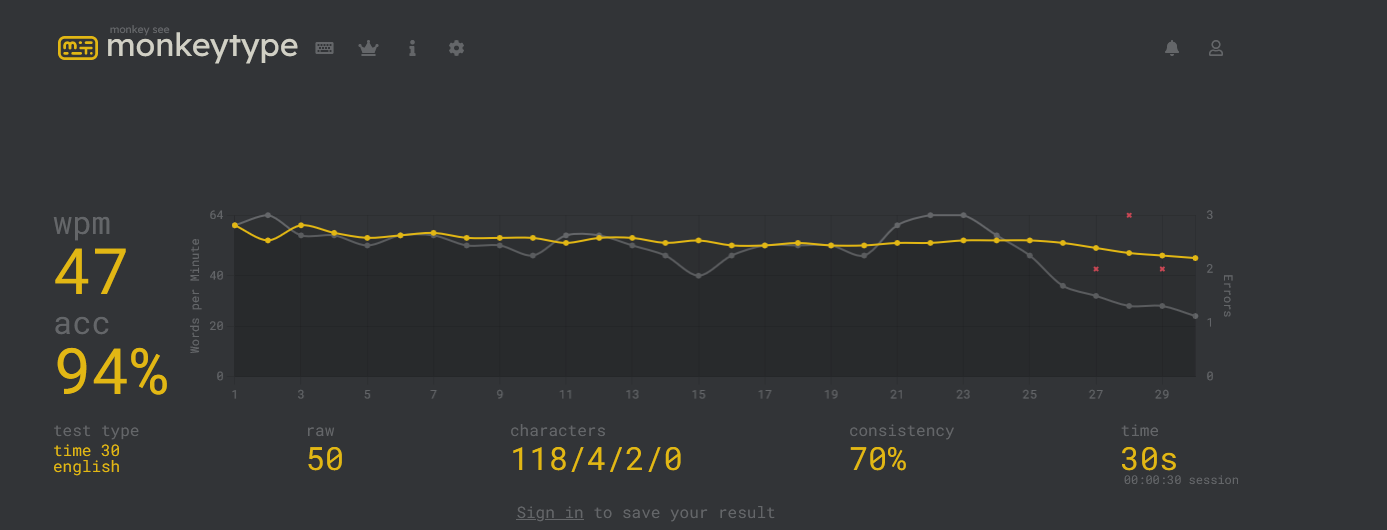 monkey see
monkeytype
wpm
47
acc
94%
Words per Minute
64
40
20
0
1 3 5 7 9 11 13 15 17 19 21 23 25 27 29
3
2
1
0
Errors
test type
time 30
english
raw
50
characters
118/4/2/0
consistency
70%
time
30s
00:00:30 session
Sign in to save your result